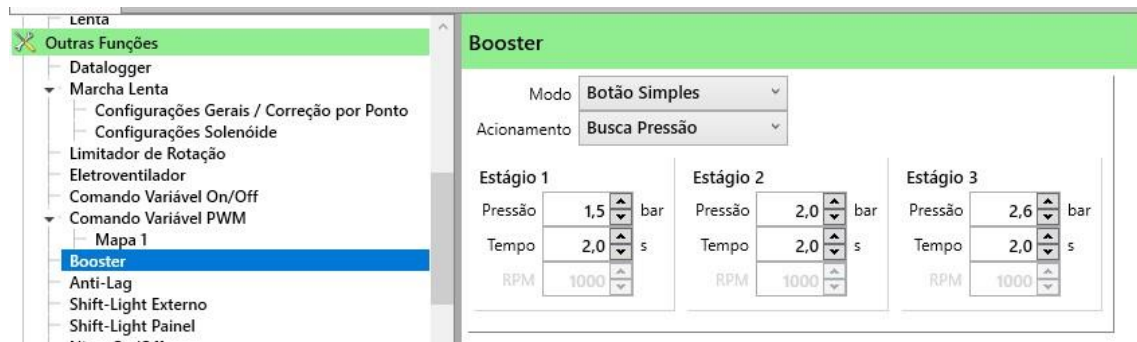 Lenta
Outras Funções
Datalogger
Marcha Lenta
Configurações Gerais / Correção por Ponto
Configurações Solenóide
Limitador de Rotação
Eletroventilador
Comando Variável On/Off
Comando Variável PWM
Mapa 1
Booster
Anti-Lag
Shift-Light Externo
Shift-Light Painel
Booster
Modo Botão Simples
Acionamento Busca Pressão
Estágio 1
Pressão 1,5 bar
Tempo 2,0 s
RPM 1000
Estágio 2
Pressão 2,0 bar
Tempo 2,0 s
RPM 1000
Estágio 3
Pressão 2,6 bar
Tempo 2,0 s
RPM 1000